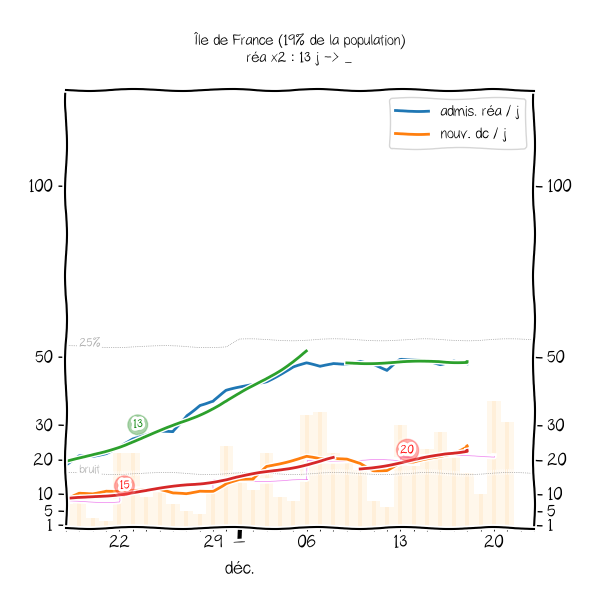 Île de France (19% de la population)
réa x2 : 13 j -> _
admis. réa / j
nouv. dc / j
100 100
25%
50 50
13
30 30
20
20 20
bruit
15
10 10
5 5
1 1
22 29 06 13 20
déc.